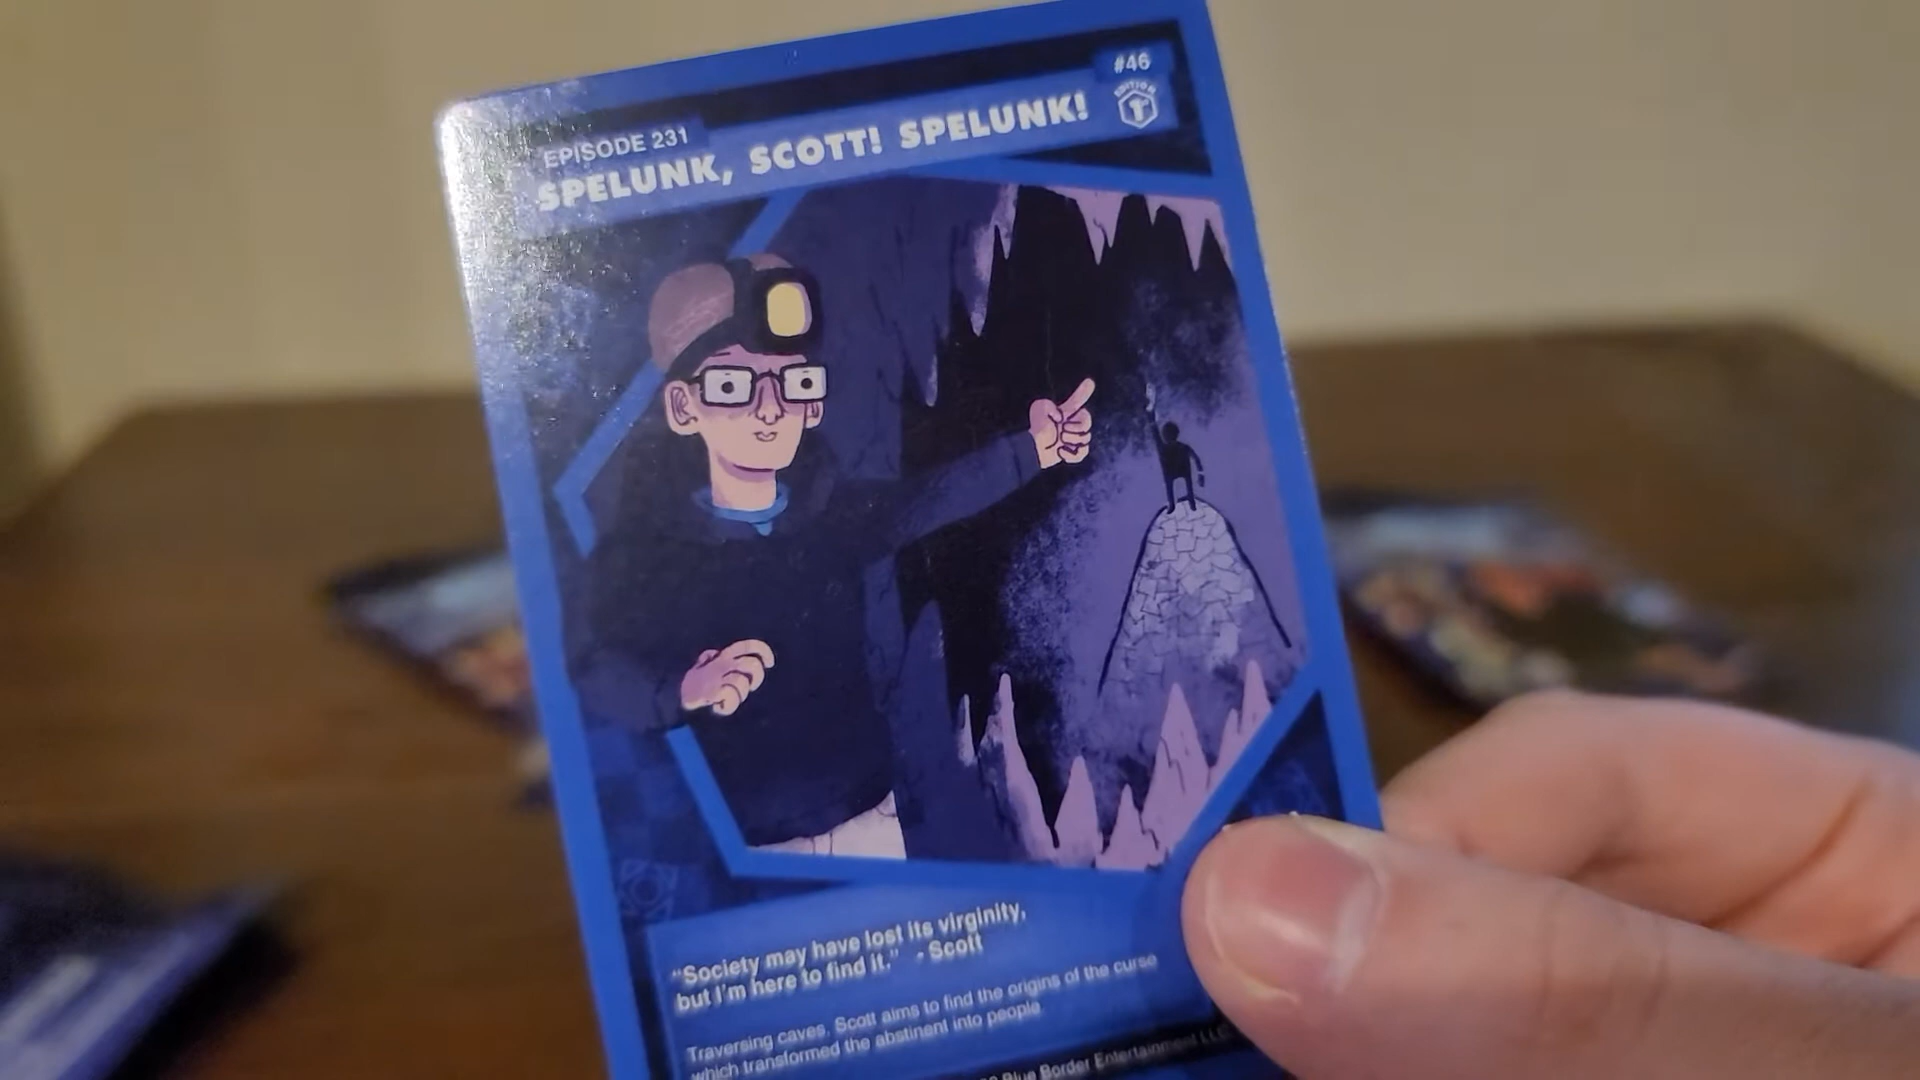 #46
EDITION
1st
EPISODE 231
SPELUNK, SCOTT! SPELUNK!
“Society may have lost its virginity,
but I'm here to find it.” - Scott
Traversing caves, Scott aims to find the origins of the curse
which transformed the abstinent into people.
Blue Border Entertainment LLC